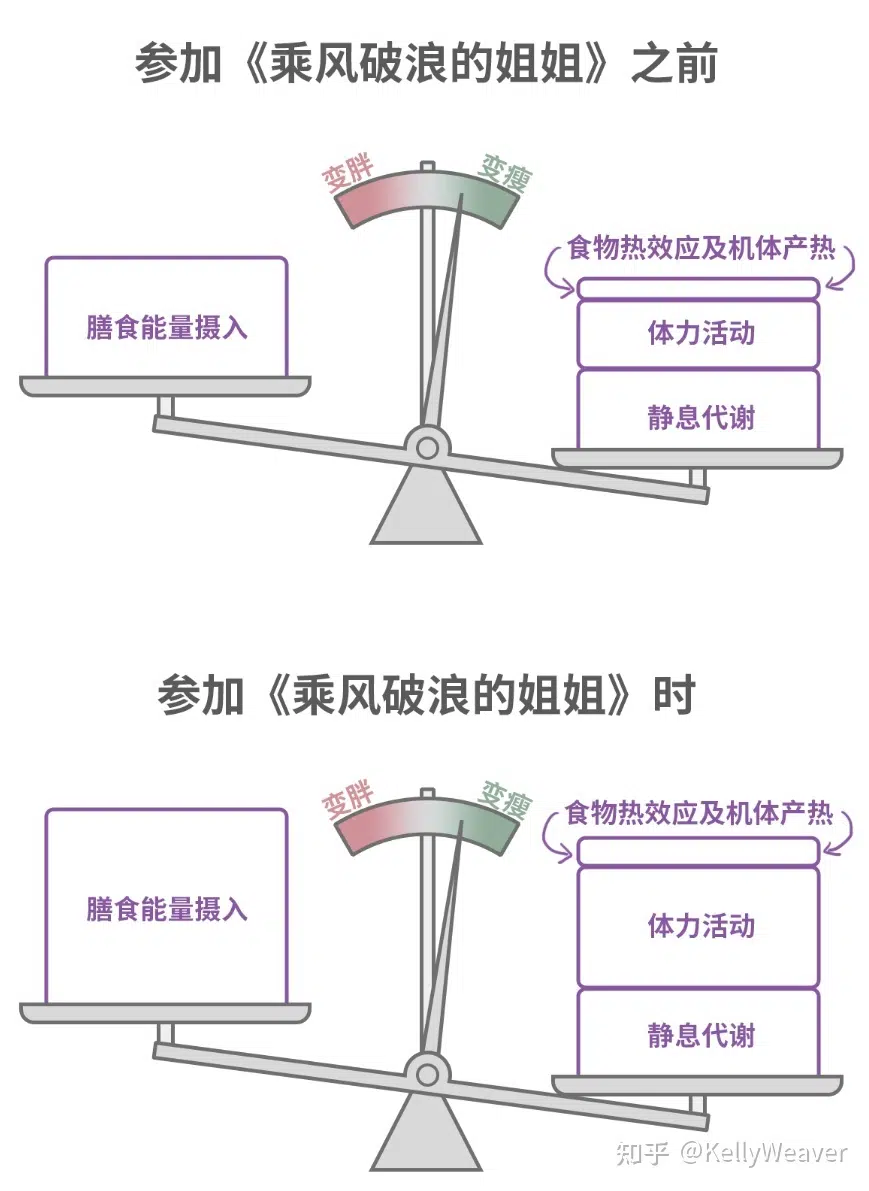 参加《乘风破浪的姐姐》之前
变胖
变瘦
食物热效应及机体产热
膳食能量摄入
体力活动
静息代谢
参加《乘风破浪的姐姐》时
变胖
变瘦
食物热效应及机体产热
膳食能量摄入
体力活动
静息代谢
知乎 @KellyWeaver